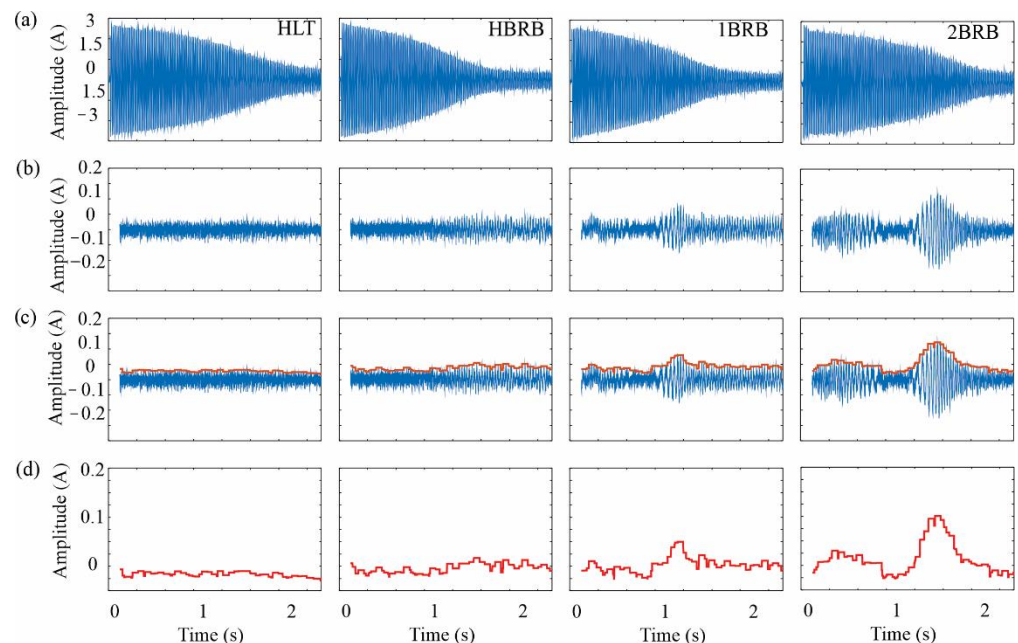 (a)
Amplitude (A)
3
1.5
0
1.5
−3
HLT
HBRB
1BRB
2BRB
(b)
Amplitude (A)
0.2
0.1
0
−0.1
−0.2
(c)
Amplitude (A)
0.2
0.1
0
−0.1
−0.2
(d)
Amplitude (A)
0.2
0.1
0
0 1 2 0 1 2 0 1 2 0 1 2
Time (s) Time (s) Time (s) Time (s)